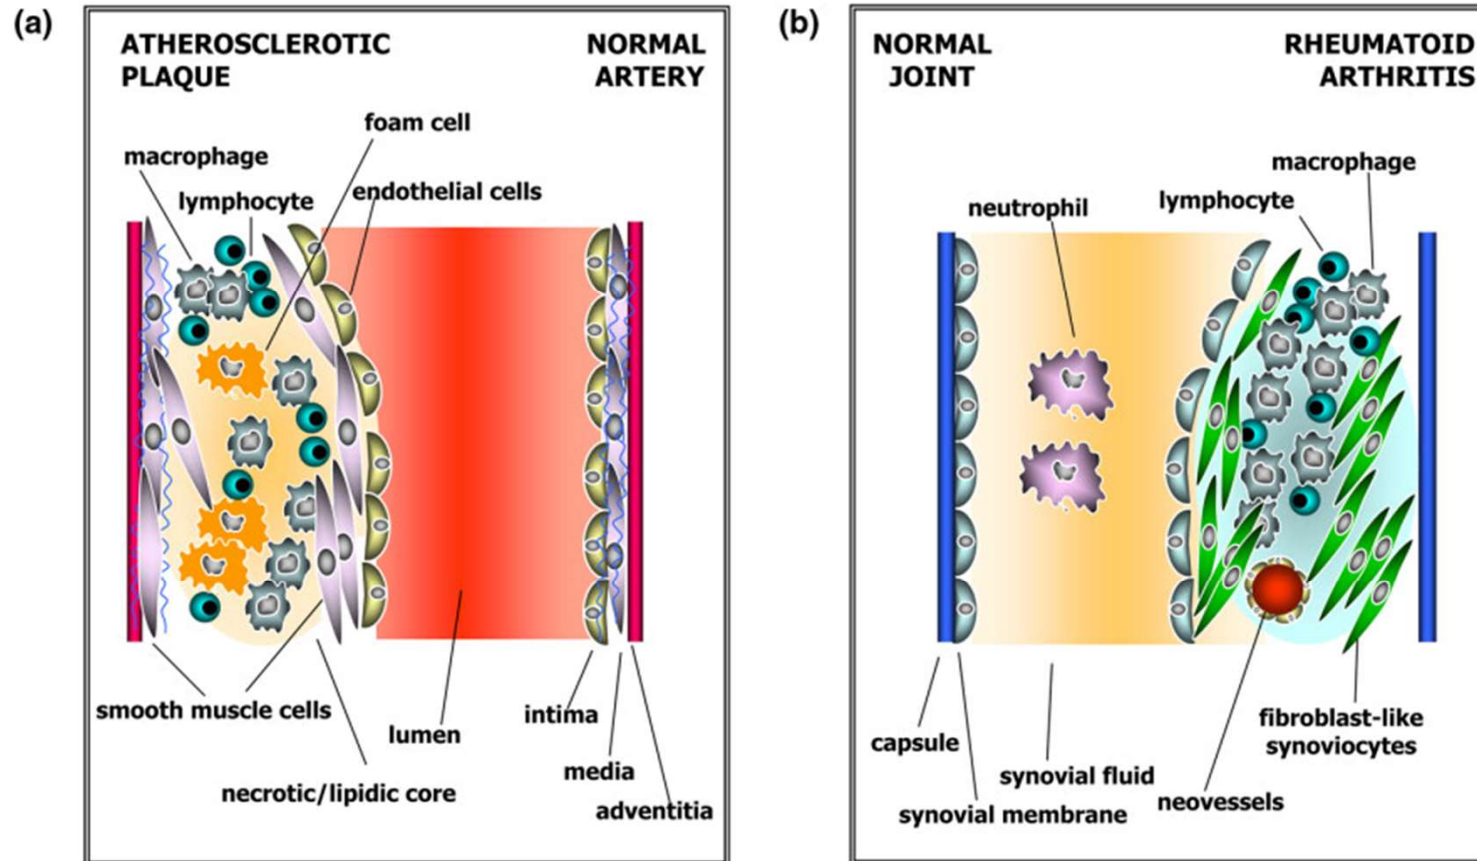 (a)
ATHEROSCLEROTIC
PLAQUE
NORMAL
ARTERY
foam cell
macrophage
lymphocyte
endothelial cells
smooth muscle cells
lumen
necrotic/lipidic core
intima
media
adventitia
(b)
NORMAL
JOINT
RHEUMATOID
ARTHRITIS
macrophage
lymphocyte
neutrophil
capsule
synovial fluid
synovial membrane
neovessels
fibroblast-like
synoviocytes